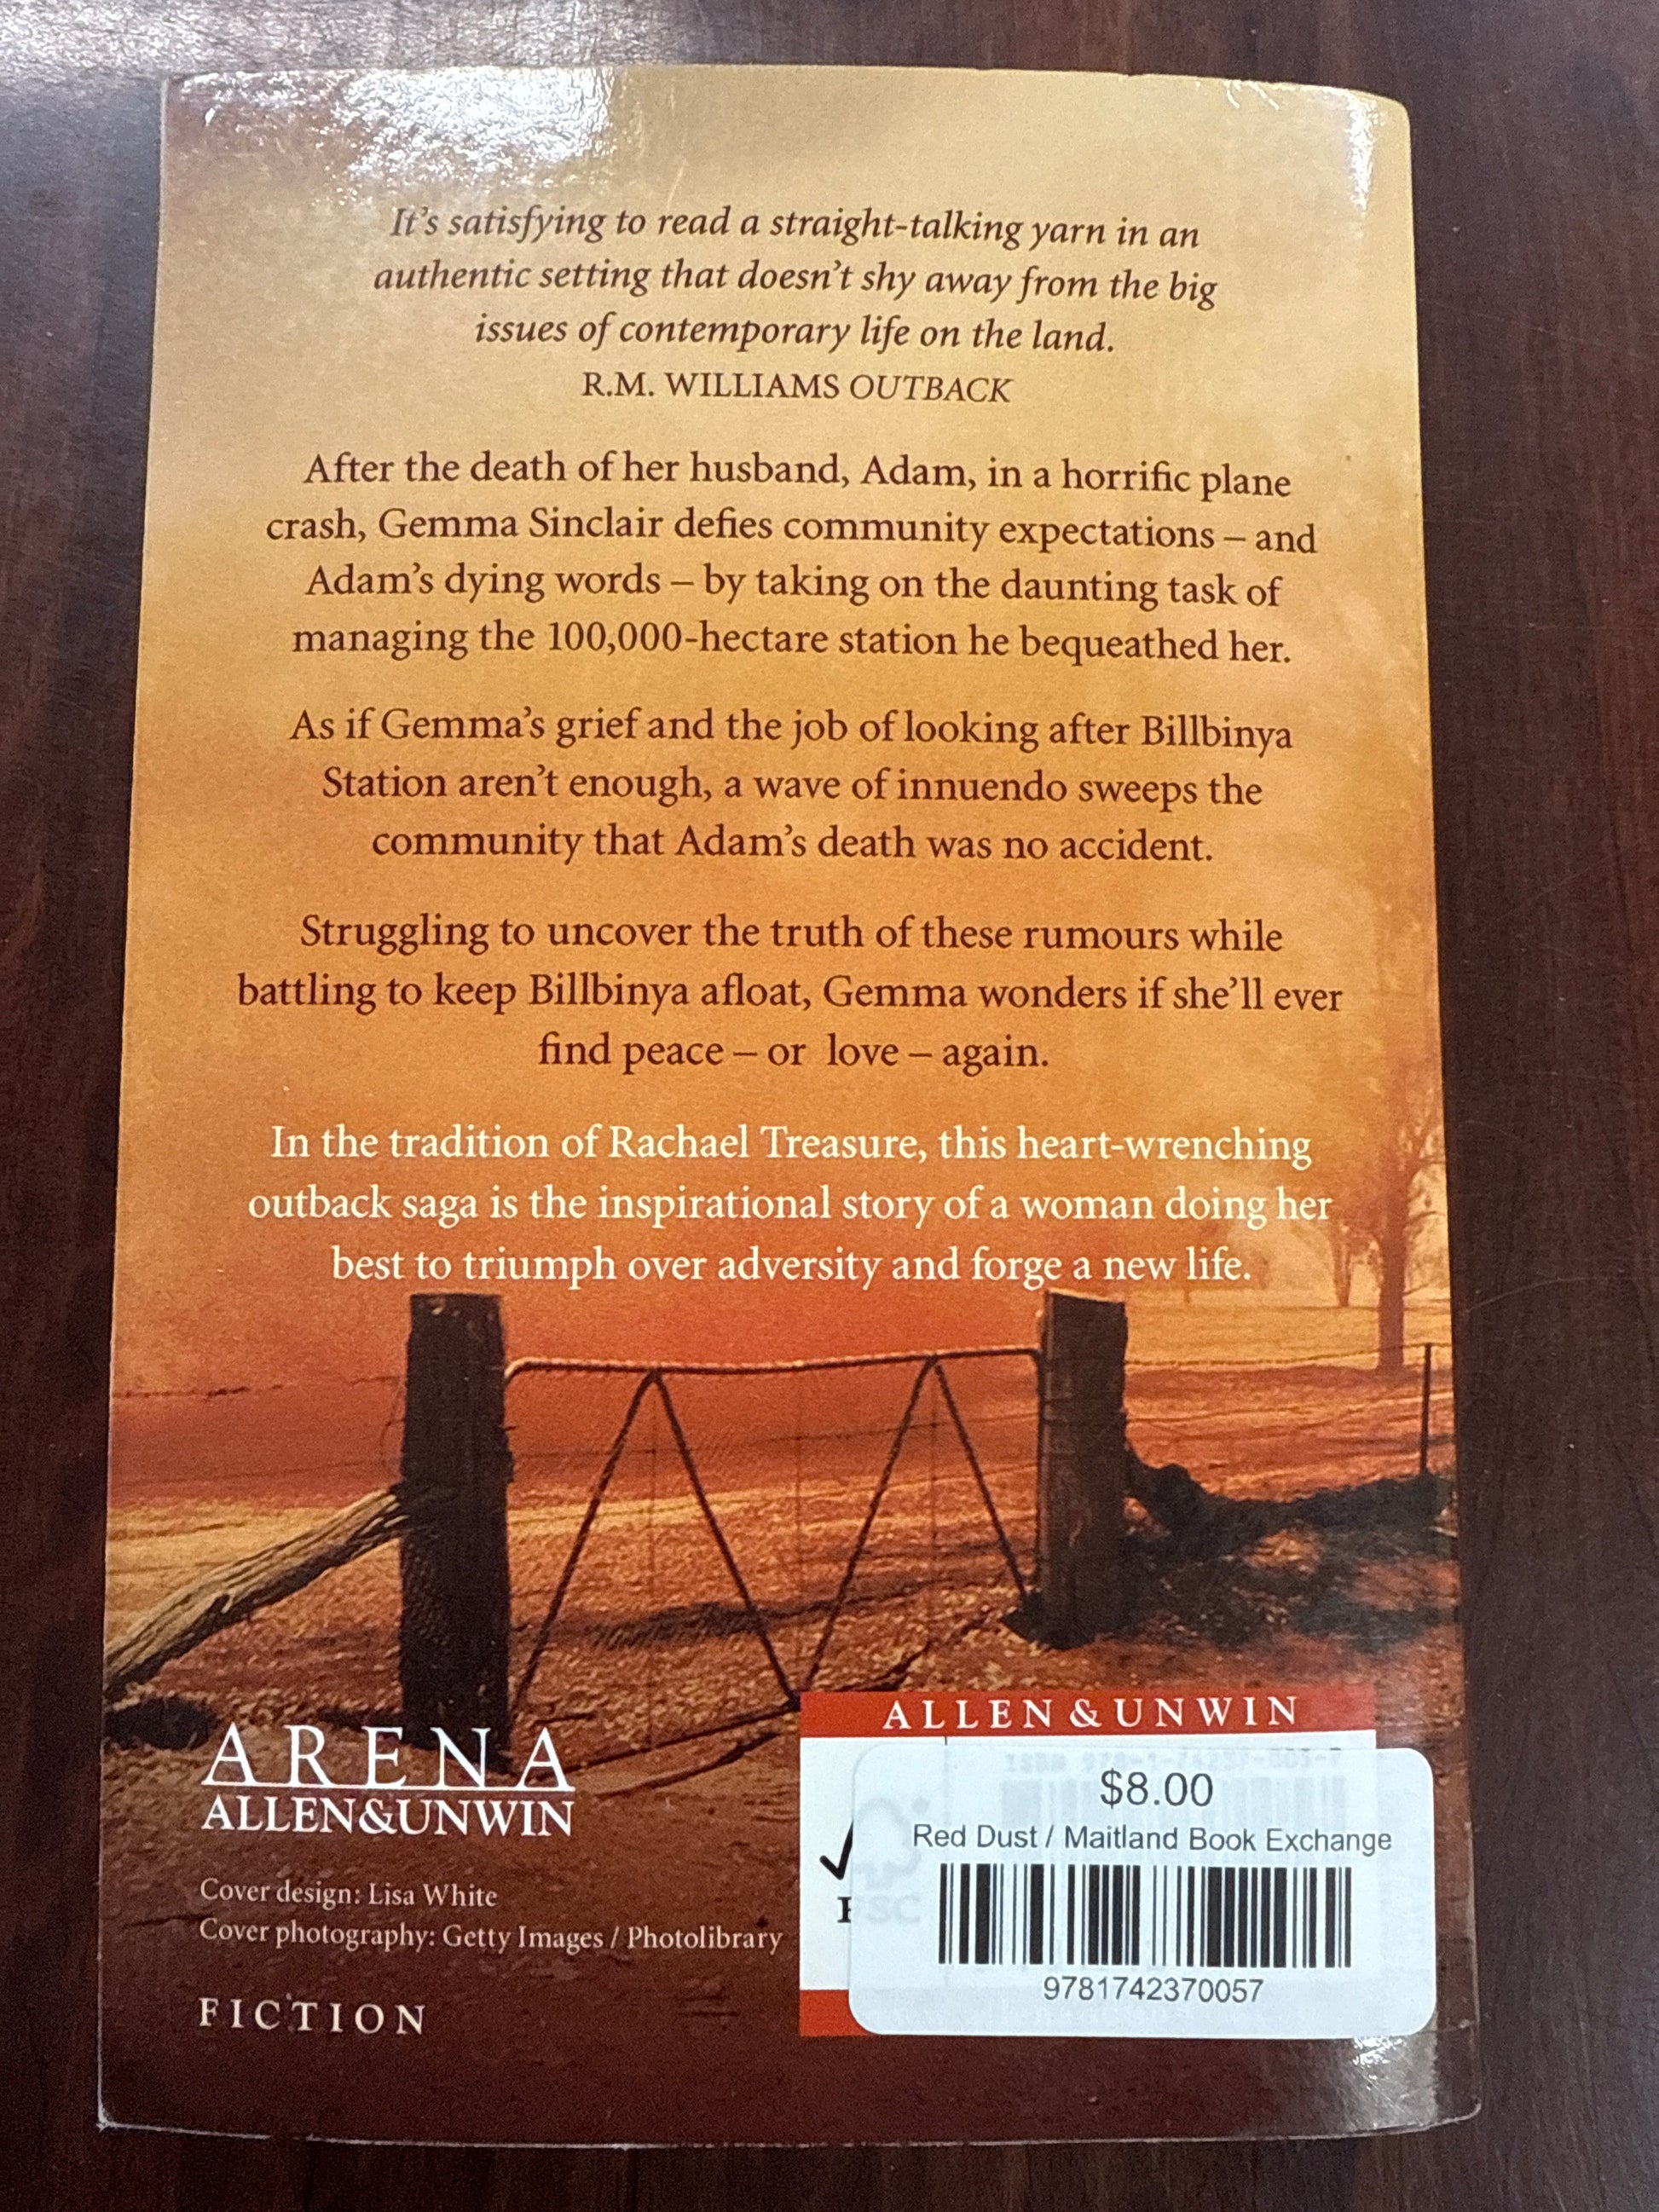 It's satisfying to read a straight-talking yarn in an
authentic setting that doesn't shy away from the big
issues of contemporary life on the land.
R.M. WILLIAMS OUTBACK
After the death of her husband, Adam, in a horrific plane
crash, Gemma Sinclair defies community expectations – and
Adam's dying words – by taking on the daunting task of
managing the 100,000-hectare station he bequeathed her.
As if Gemma's grief and the job of looking after Billbinya
Station aren't enough, a wave of innuendo sweeps the
community that Adam's death was no accident.
Struggling to uncover the truth of these rumours while
battling to keep Billbinya afloat, Gemma wonders if she'll ever
find peace – or love – again.
In the tradition of Rachael Treasure, this heart-wrenching
outback saga is the inspirational story of a woman doing her
best to triumph over adversity and forge a new life.
ARENA
ALLEN&UNWIN
Cover design: Lisa White
Cover photography: Getty Images / Photolibrary
FICTION
ALLEN & UNWIN
$8.00
Red Dust / Maitland Book Exchange
9781742370057
FSC